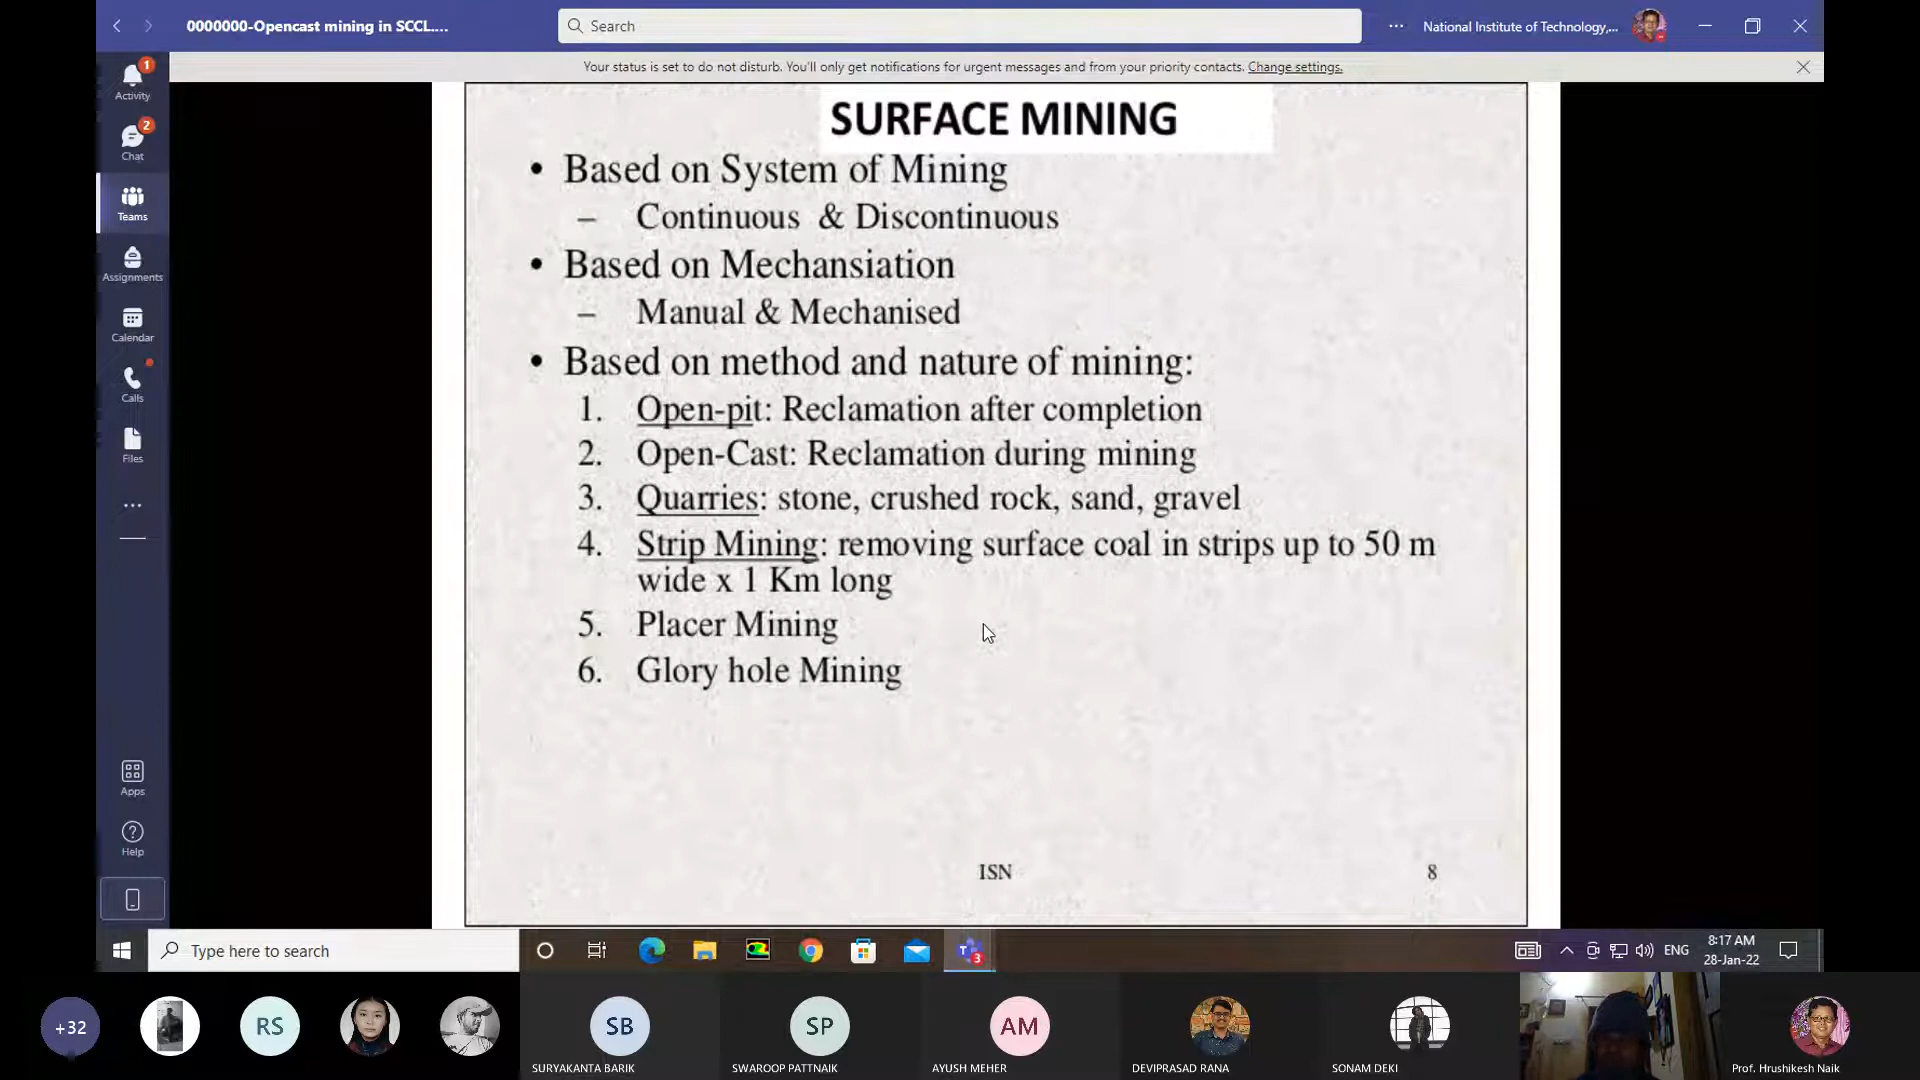 0000000-Opencast mining in SCCL....
Search
National Institute of Technology,...
Your status is set to do not disturb. You'll only get notifications for urgent messages and from your priority contacts. Change settings.
1
Activity
2
Chat
Teams
Assignments
Calendar
Calls
Files
Apps
Help
SURFACE MINING
• Based on System of Mining
– Continuous & Discontinuous
• Based on Mechansiation
– Manual & Mechanised
• Based on method and nature of mining:
1. Open-pit: Reclamation after completion
2. Open-Cast: Reclamation during mining
3. Quarries: stone, crushed rock, sand, gravel
4. Strip Mining: removing surface coal in strips up to 50 m
wide x 1 Km long
5. Placer Mining
6. Glory hole Mining
ISN 8
Type here to search
3
ENG
8:17 AM
28-Jan-22
+32
RS
SB
SP
AM
SURYAKANTA BARIK
SWAROOP PATTNAIK
AYUSH MEHER
DEVIPRASAD RANA
SONAM DEKI
Prof. Hrushikesh Naik